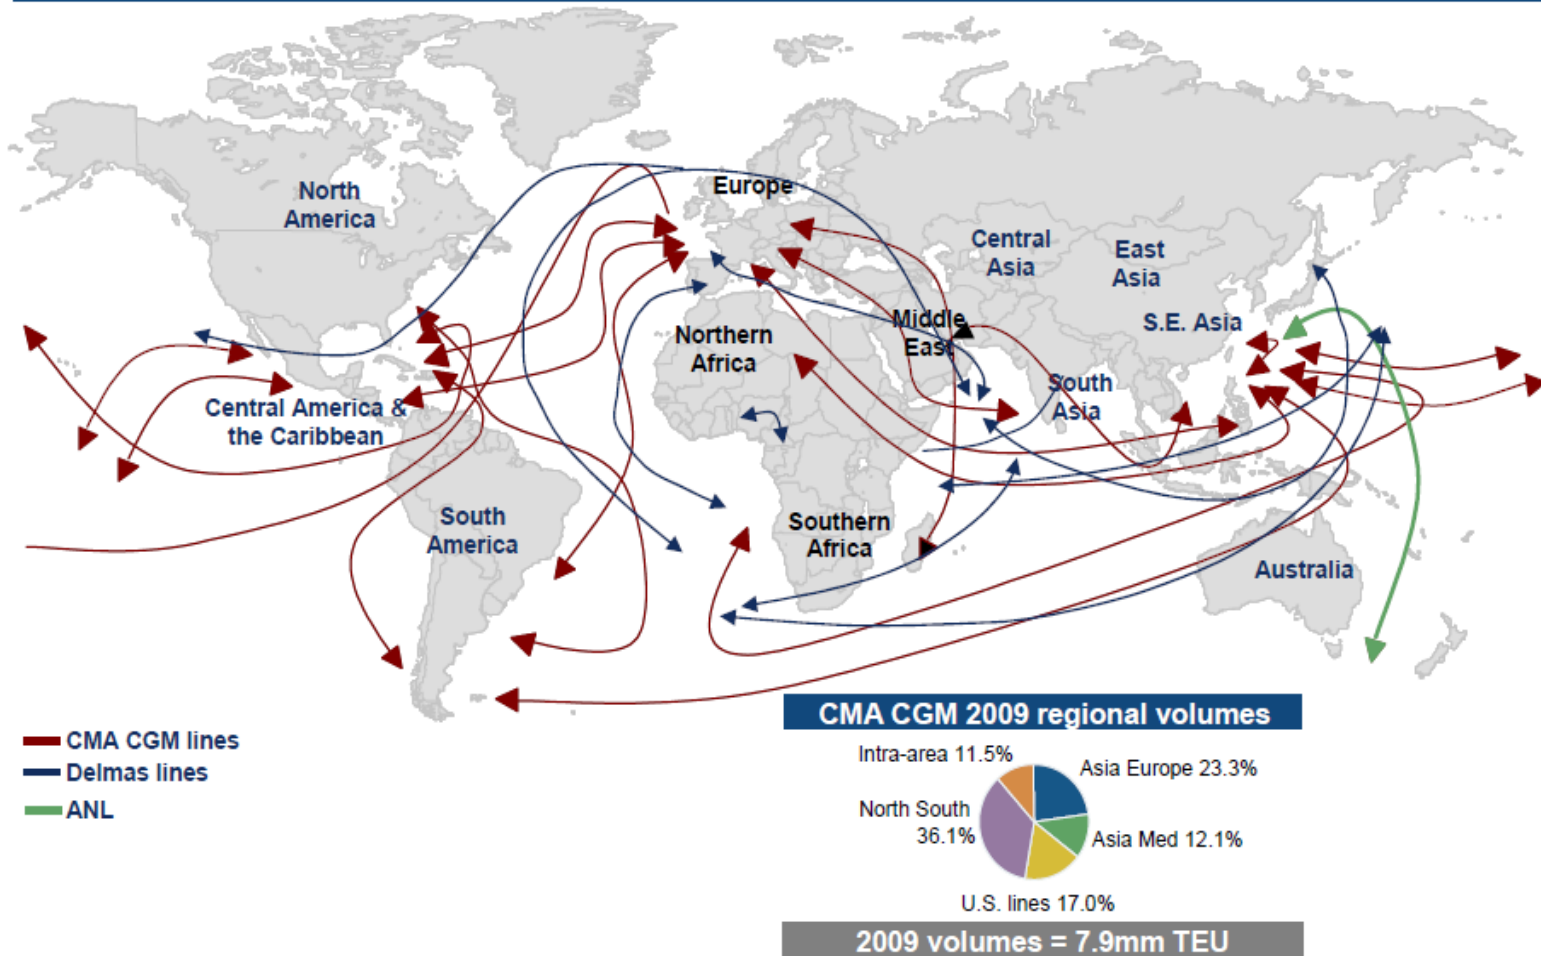 Europe
North
America
Central
Asia
East
Asia
Middle
East
S.E. Asia
Northern
Africa
South
Asia
Central America &
the Caribbean
South
America
Southern
Africa
Australia
CMA CGM lines
Delmas lines
ANL
CMA CGM 2009 regional volumes
Intra-area 11.5%
Asia Europe 23.3%
North South
36.1%
Asia Med 12.1%
U.S. lines 17.0%
2009 volumes = 7.9mm TEU